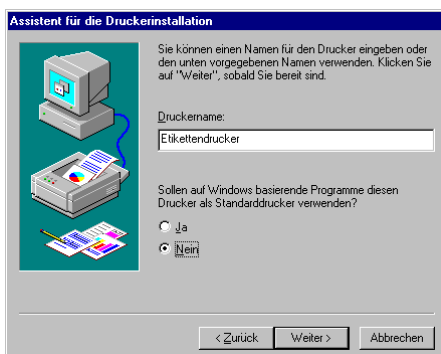 Assistent für die Druckerinstallation
Sie können einen Namen für den Drucker eingeben oder
den unten vorgegebenen Namen verwenden. Klicken Sie
auf "Weiter", sobald Sie bereit sind.
Druckername:
Etikettendrucker
Sollen auf Windows basierende Programme diesen
Drucker als Standarddrucker verwenden?
Ja
Nein
< Zurück Weiter > Abbrechen